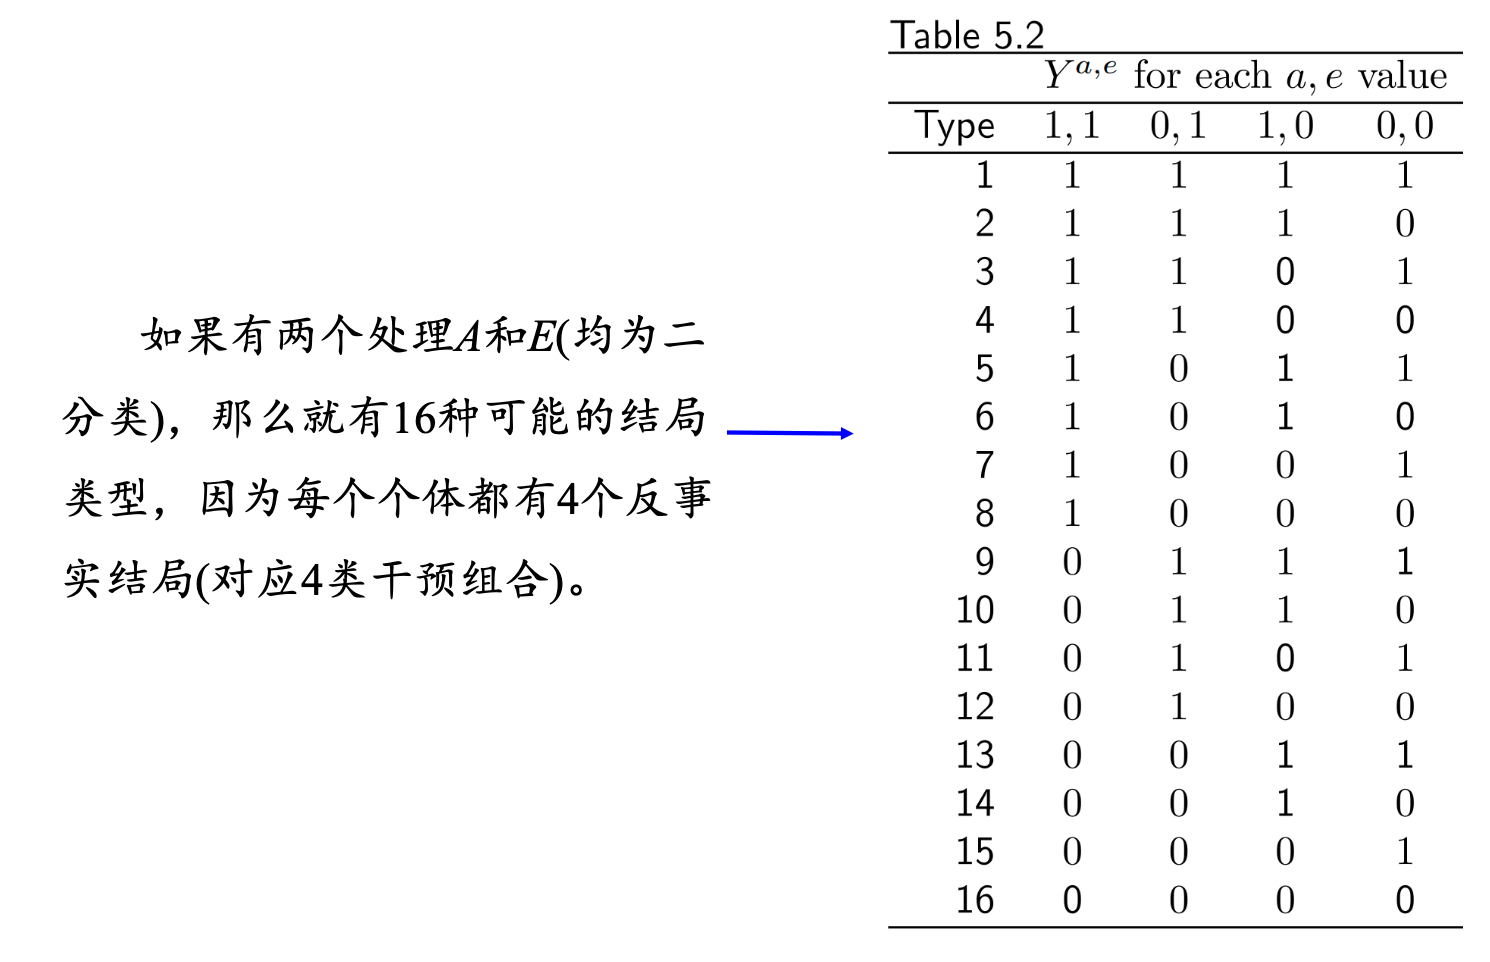 如果有两个处理A和E(均为二
分类)，那么就有16种可能的结局
类型，因为每个个体都有4个反事
实结局(对应4类干预组合)。
Table 5.2
Y^{a,e} for each a, e value
Type 1, 1 0, 1 1, 0 0, 0
1 1 1 1 1
2 1 1 1 0
3 1 1 0 1
4 1 1 0 0
5 1 0 1 1
6 1 0 1 0
7 1 0 0 1
8 1 0 0 0
9 0 1 1 1
10 0 1 1 0
11 0 1 0 1
12 0 1 0 0
13 0 0 1 1
14 0 0 1 0
15 0 0 0 1
16 0 0 0 0